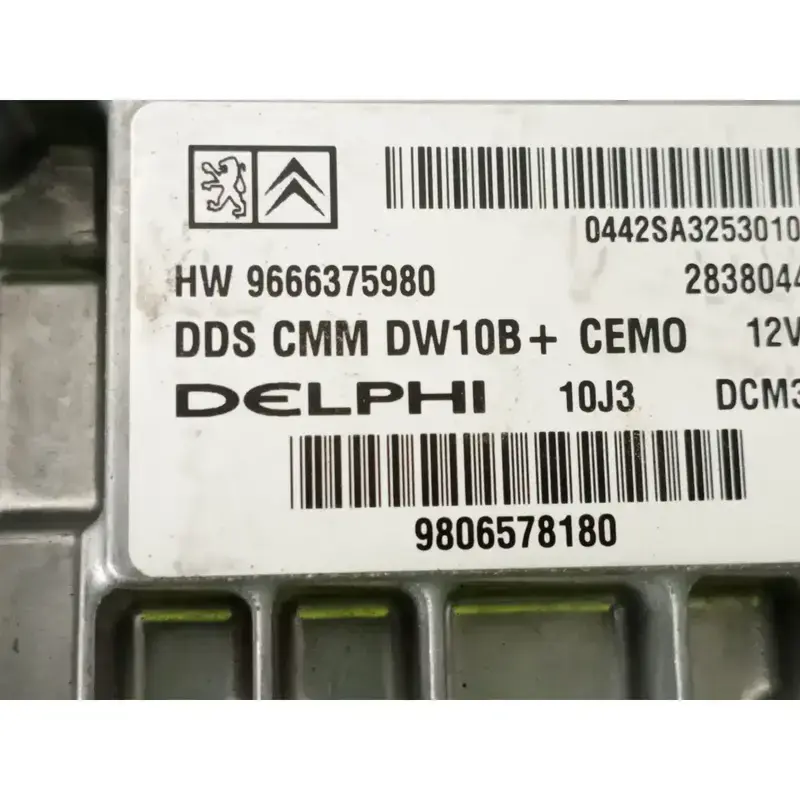 0442SA3253010
HW 9666375980 2838044
DDS CMM DW10B+ CEMO 12V
DELPHI 10J3 DCM3
9806578180